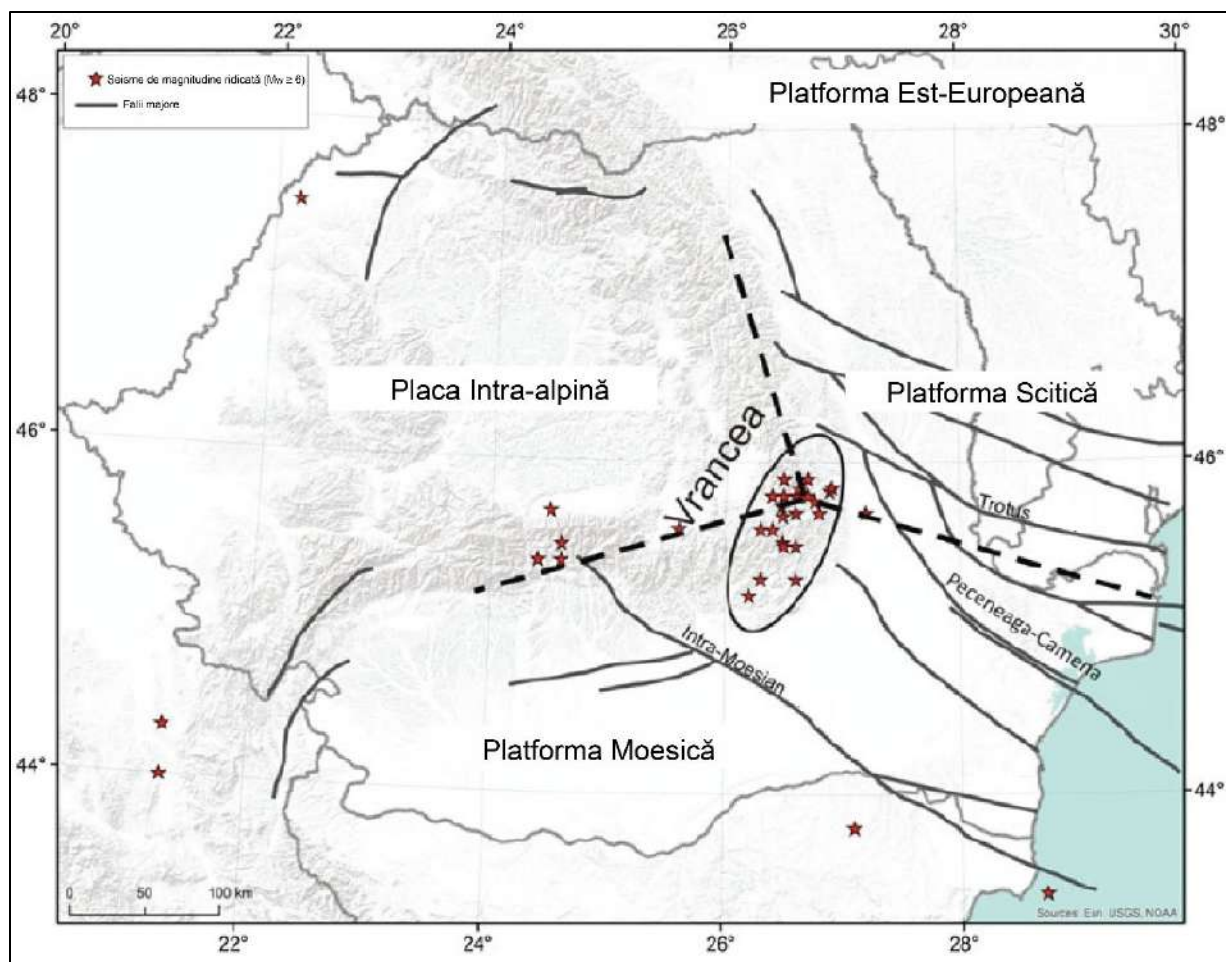 20° 22° 24° 26° 28° 30°
Seisme de magnitudine ridicată (Mw ≥ 6)
Falii majore
48° 48°
Platforma Est-Europeană
Placa Intra-alpină
Platforma Scitică
46° 46°
Vrancea
Trotus
Peceneaga-Camena
Intra-Moesian
Platforma Moesică
44° 44°
0 50 100 km
Sources: Esri, USGS, NOAA
22° 24° 26° 28°